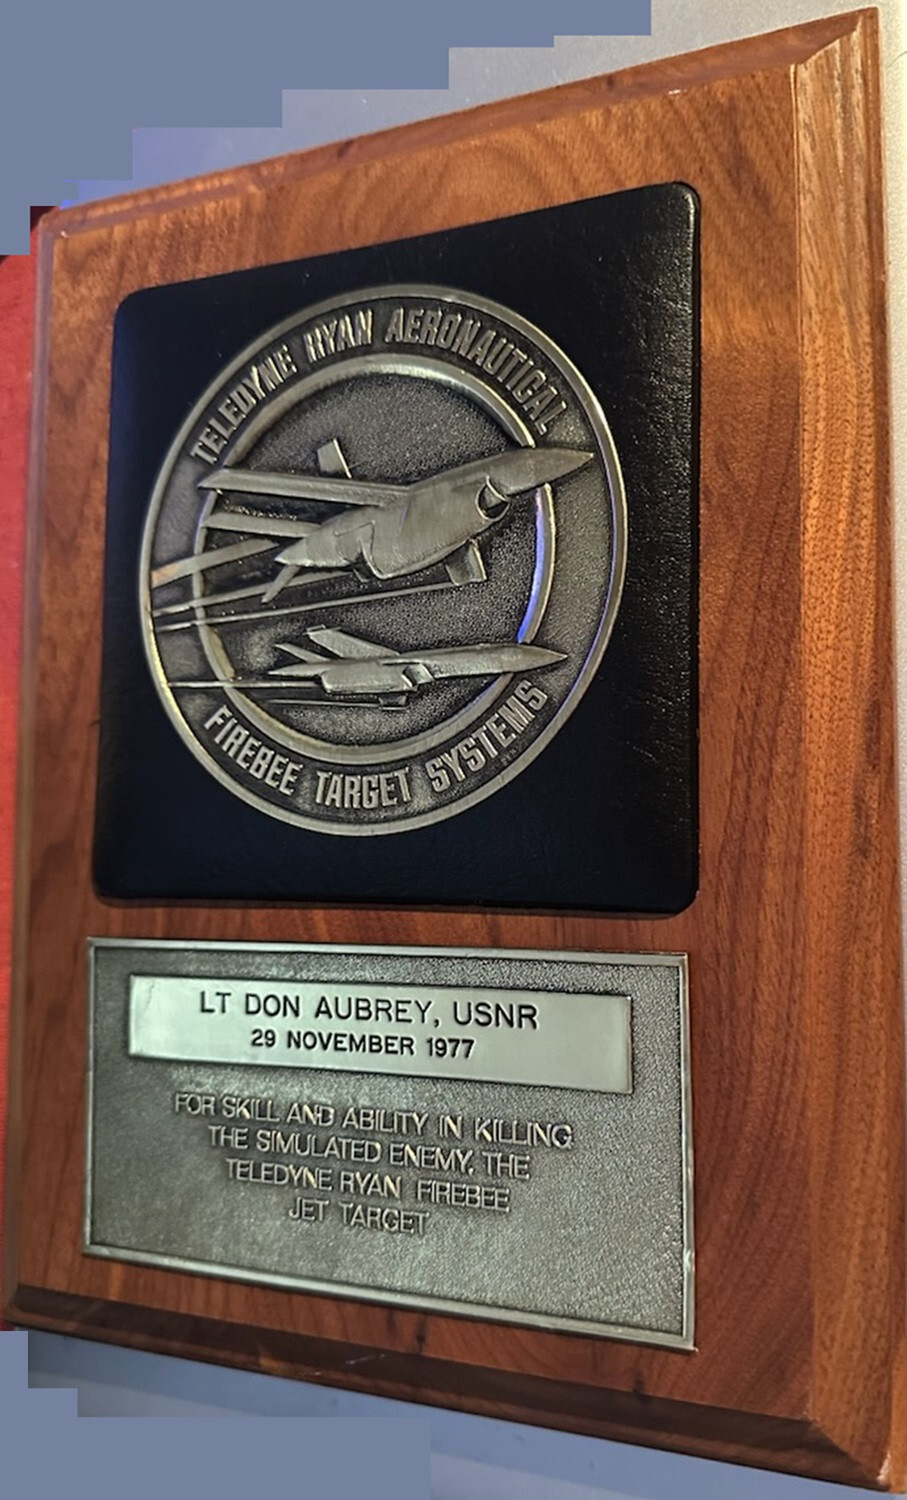 TELEDYNE RYAN AERONAUTICAL
FIREBEE TARGET SYSTEMS
LT DON AUBREY, USNR
29 NOVEMBER 1977
FOR SKILL AND ABILITY IN KILLING
THE SIMULATED ENEMY, THE
TELEDYNE RYAN FIREBEE
JET TARGET